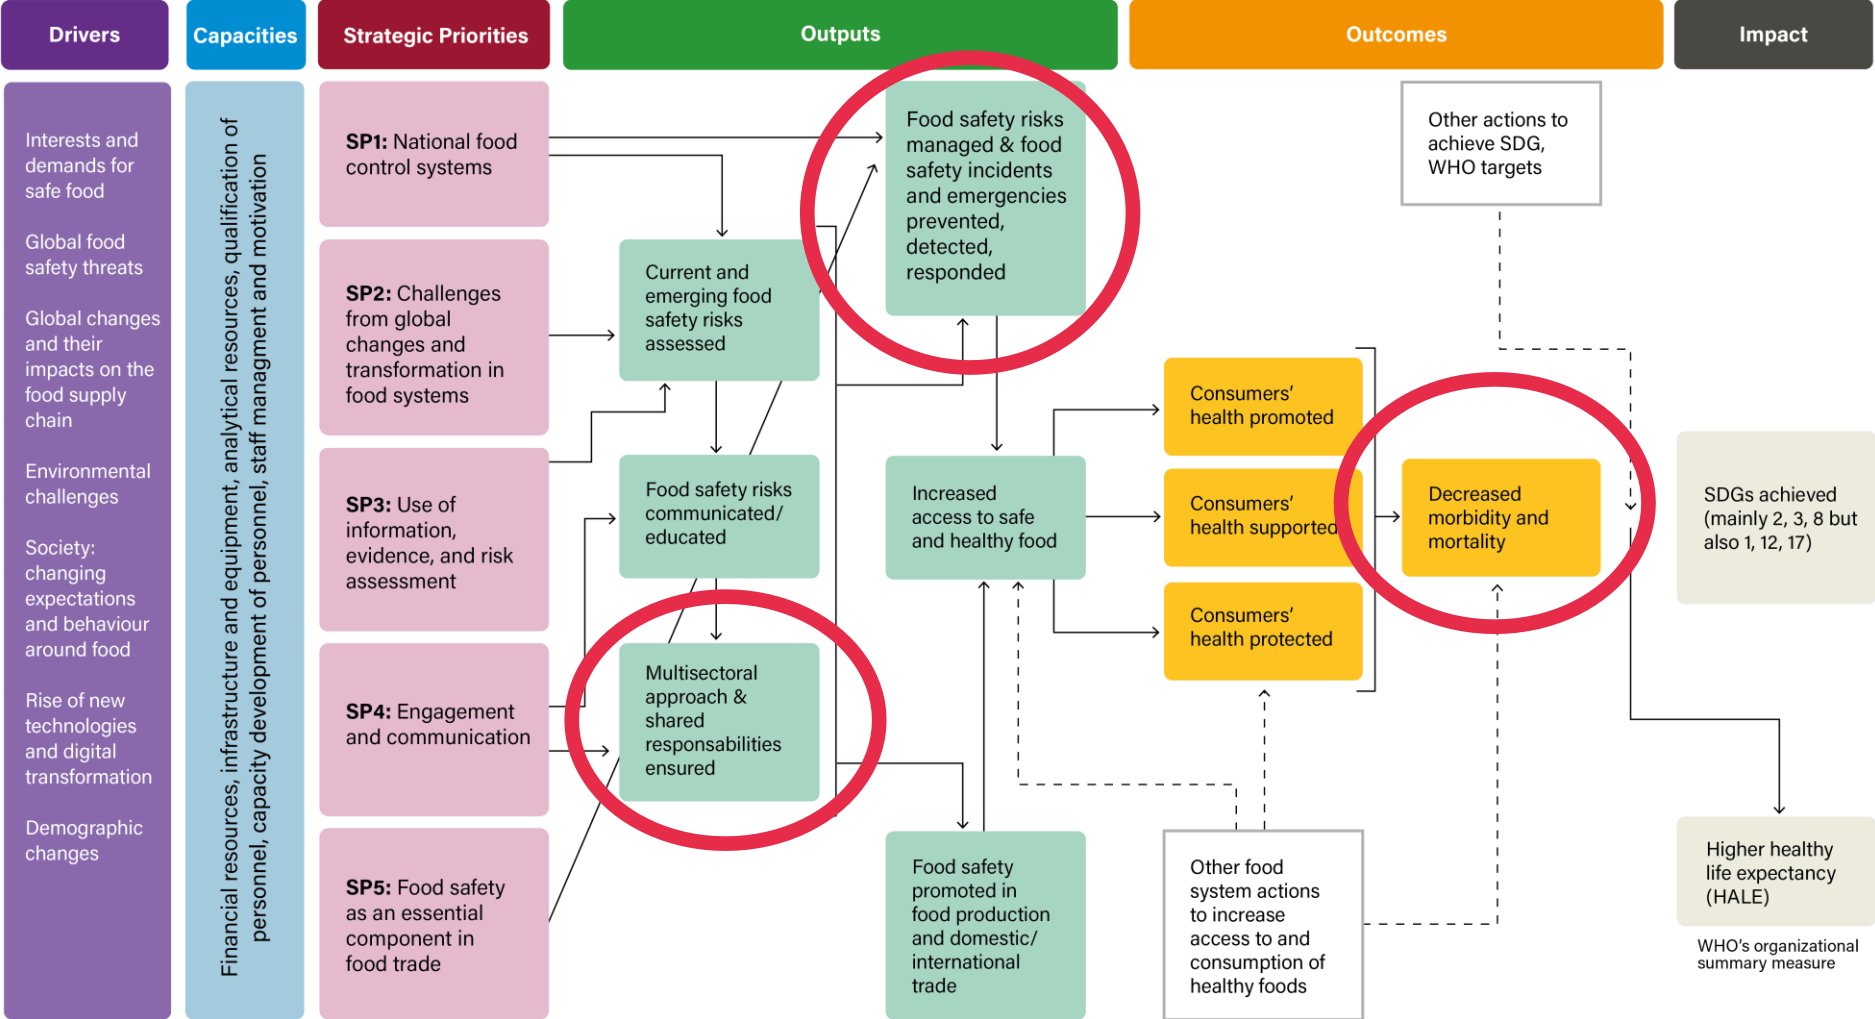 Drivers
Capacities
Strategic Priorities
Outputs
Outcomes
Impact
Interests and
demands for
safe food
Global food
safety threats
Global changes
and their
impacts on the
food supply
chain
Environmental
challenges
Society:
changing
expectations
and behaviour
around food
Rise of new
technologies
and digital
transformation
Demographic
changes
Financial resources, infrastructure and equipment, analytical resources, qualification of
personnel, capacity development of personnel, staff managment and motivation
SP1: National food
control systems
SP2: Challenges
from global
changes and
transformation in
food systems
SP3: Use of
information,
evidence, and risk
assessment
SP4: Engagement
and communication
SP5: Food safety
as an essential
component in
food trade
Current and
emerging food
safety risks
assessed
Food safety risks
communicated/
educated
Multisectoral
approach &
shared
responsabilities
ensured
Food safety risks
managed & food
safety incidents
and emergencies
prevented,
detected,
responded
Increased
access to safe
and healthy food
Food safety
promoted in
food production
and domestic/
international
trade
Consumers'
health promoted
Consumers'
health supported
Consumers'
health protected
Other food
system actions
to increase
access to and
consumption of
healthy foods
Other actions to
achieve SDG,
WHO targets
Decreased
morbidity and
mortality
SDGs achieved
(mainly 2, 3, 8 but
also 1, 12, 17)
Higher healthy
life expectancy
(HALE)
WHO's organizational
summary measure